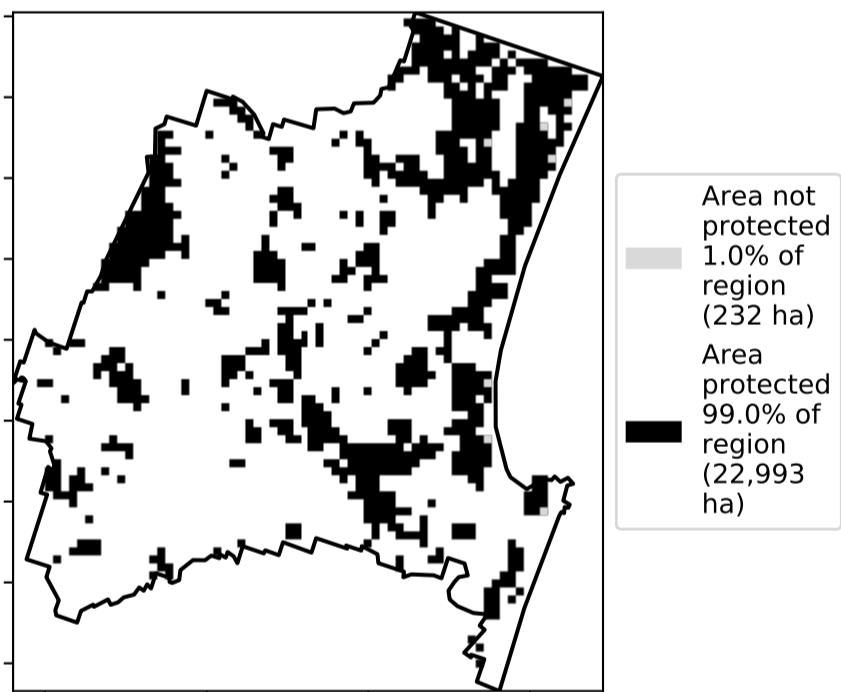 Area not
protected
1.0% of
region
(232 ha)
Area
protected
99.0% of
region
(22,993
ha)